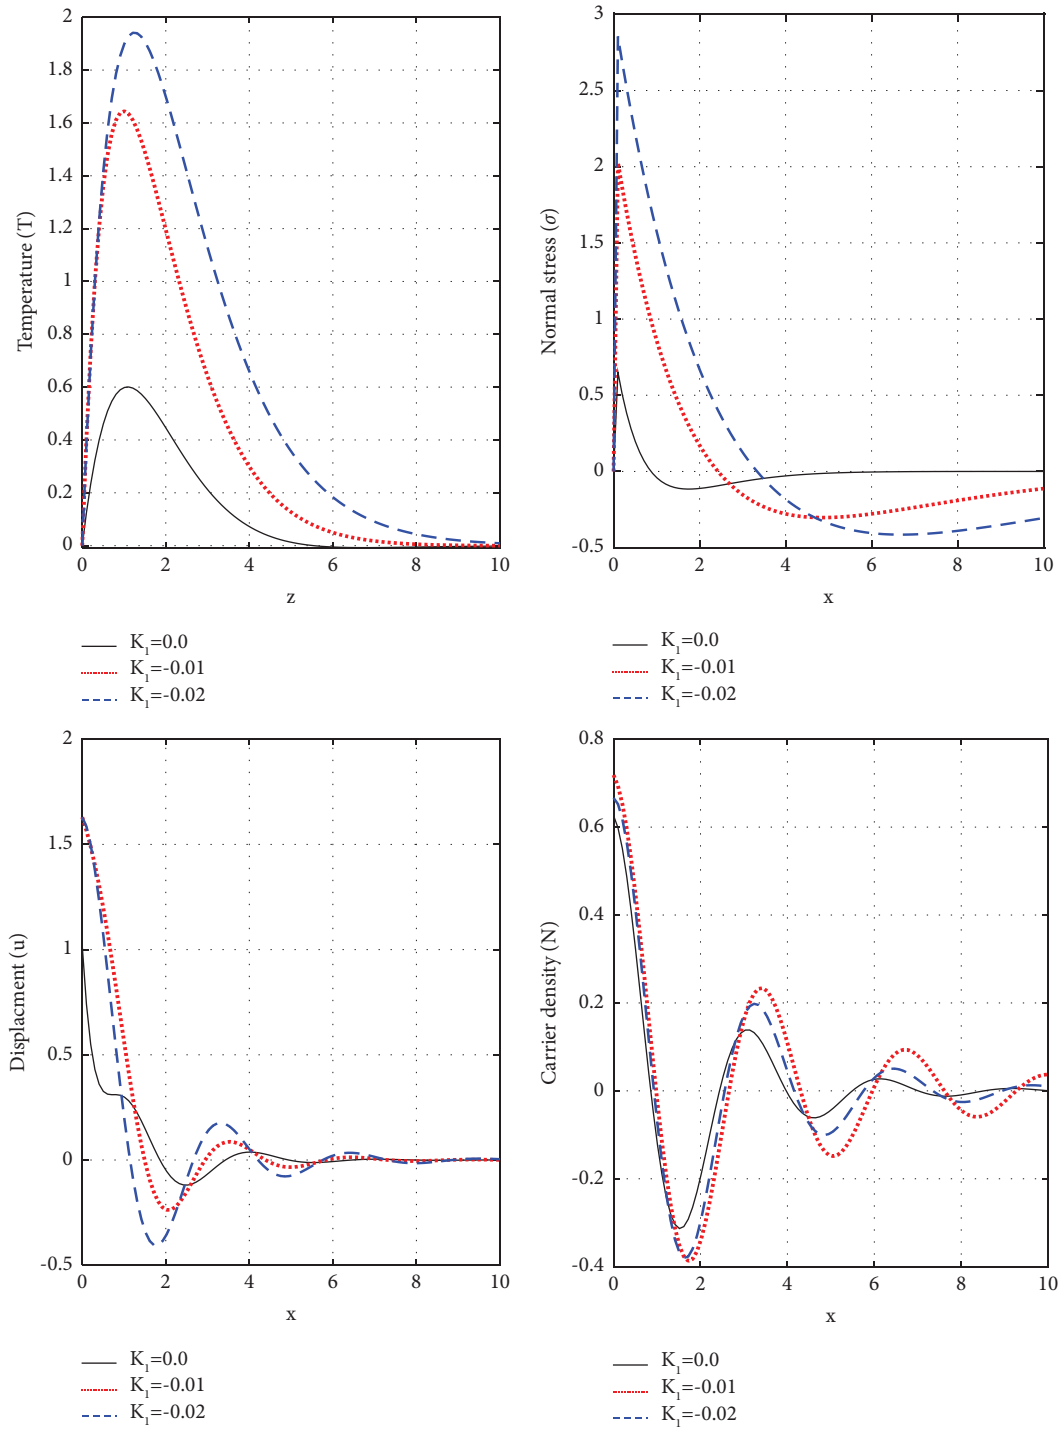 2
1.8
1.6
1.4
1.2
1
0.8
0.6
0.4
0.2
0
Temperature (T)
0 2 4 6 8 10
z
K₁=0.0
K₁=-0.01
K₁=-0.02
3
2.5
2
1.5
1
0.5
0
-0.5
Normal stress (σ)
0 2 4 6 8 10
x
K₁=0.0
K₁=-0.01
K₁=-0.02
2
1.5
1
0.5
0
-0.5
Displacment (u)
0 2 4 6 8 10
x
K₁=0.0
K₁=-0.01
K₁=-0.02
0.8
0.6
0.4
0.2
0
-0.2
-0.4
Carrier density (N)
0 2 4 6 8 10
x
K₁=0.0
K₁=-0.01
K₁=-0.02